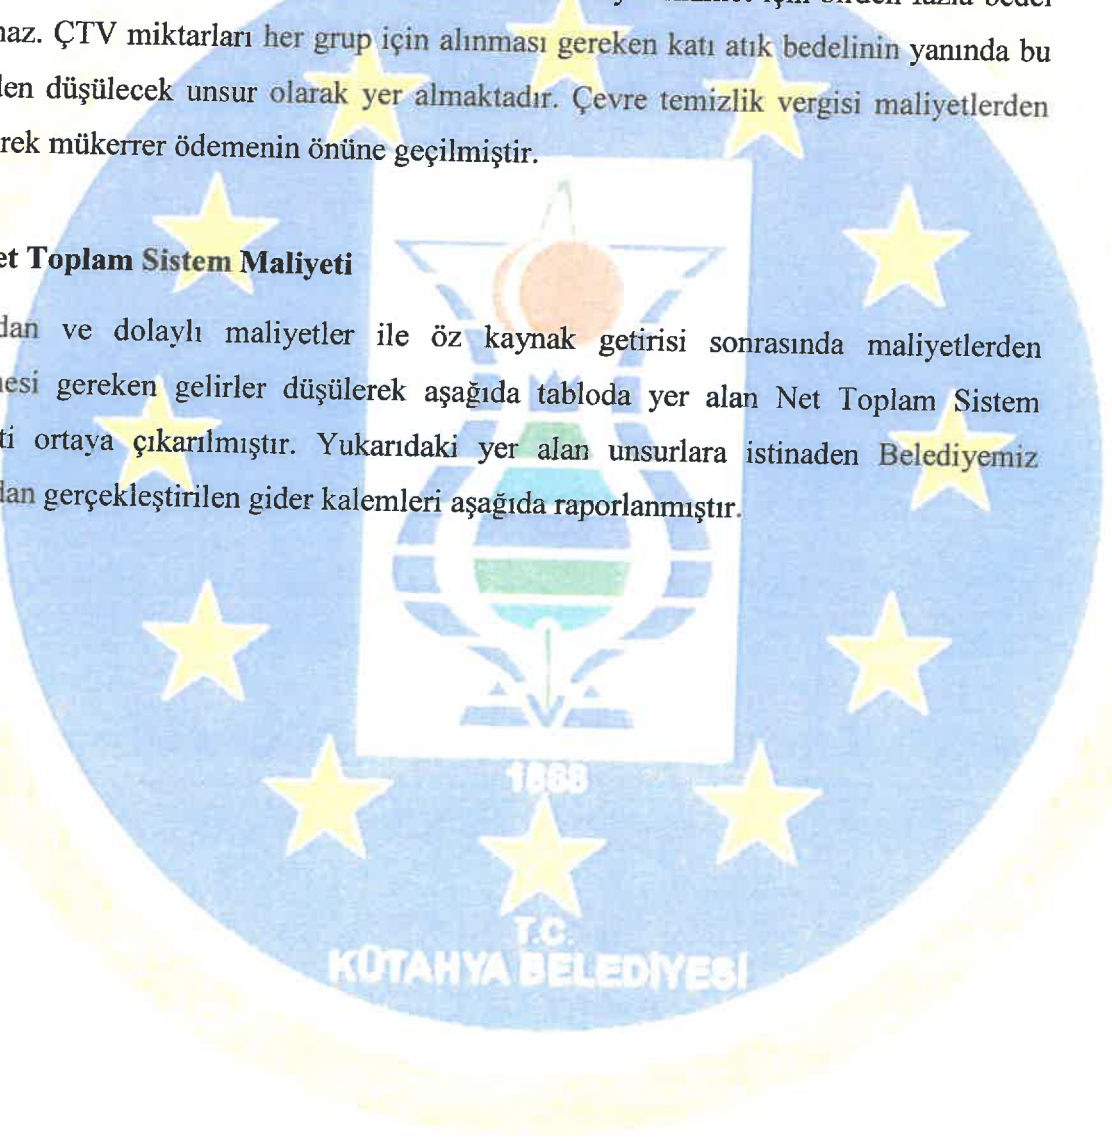 naz. ÇTV miktarları her grup için alınması gereken katı atık bedelinin yanında bu
len düşülecek unsur olarak yer almaktadır. Çevre temizlik vergisi maliyetlerden
rek mükerrer ödemenin önüne geçilmiştir.
et Toplam Sistem Maliyeti
dan ve dolaylı maliyetler ile öz kaynak getirisi sonrasında maliyetlerden
nesi gereken gelirler düşülerek aşağıda tabloda yer alan Net Toplam Sistem
ti ortaya çıkarılmıştır. Yukarıdaki yer alan unsurlara istinaden Belediyemiz
dan gerçekleştirilen gider kalemleri aşağıda raporlanmıştır.
1868
T.C.
KÜTAHYA BELEDİYESİ